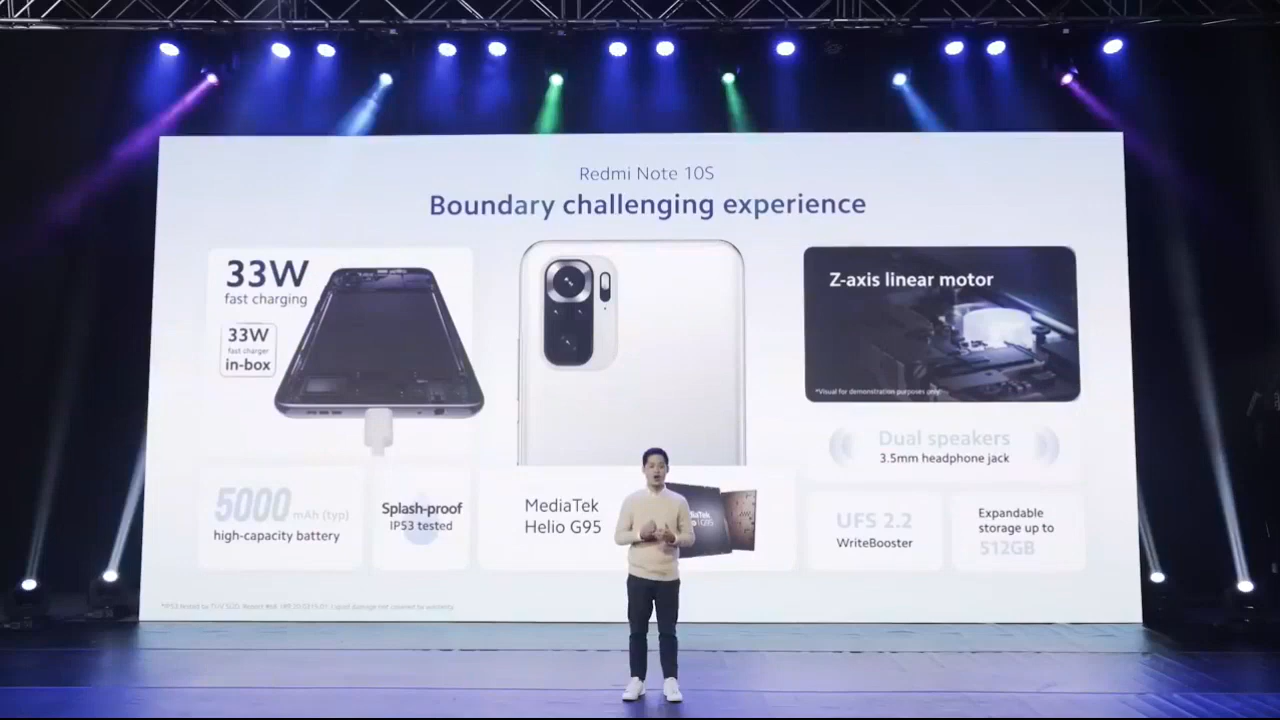 Redmi Note 10S
Boundary challenging experience
33W
fast charging
33W
fast charger
in-box
Z-axis linear motor
*Visual for demonstration purposes only
Dual speakers
3.5mm headphone jack
5000 mAh (typ)
high-capacity battery
Splash-proof
IP53 tested
MediaTek
Helio G95
G95
UFS 2.2
WriteBooster
Expandable
storage up to
512GB